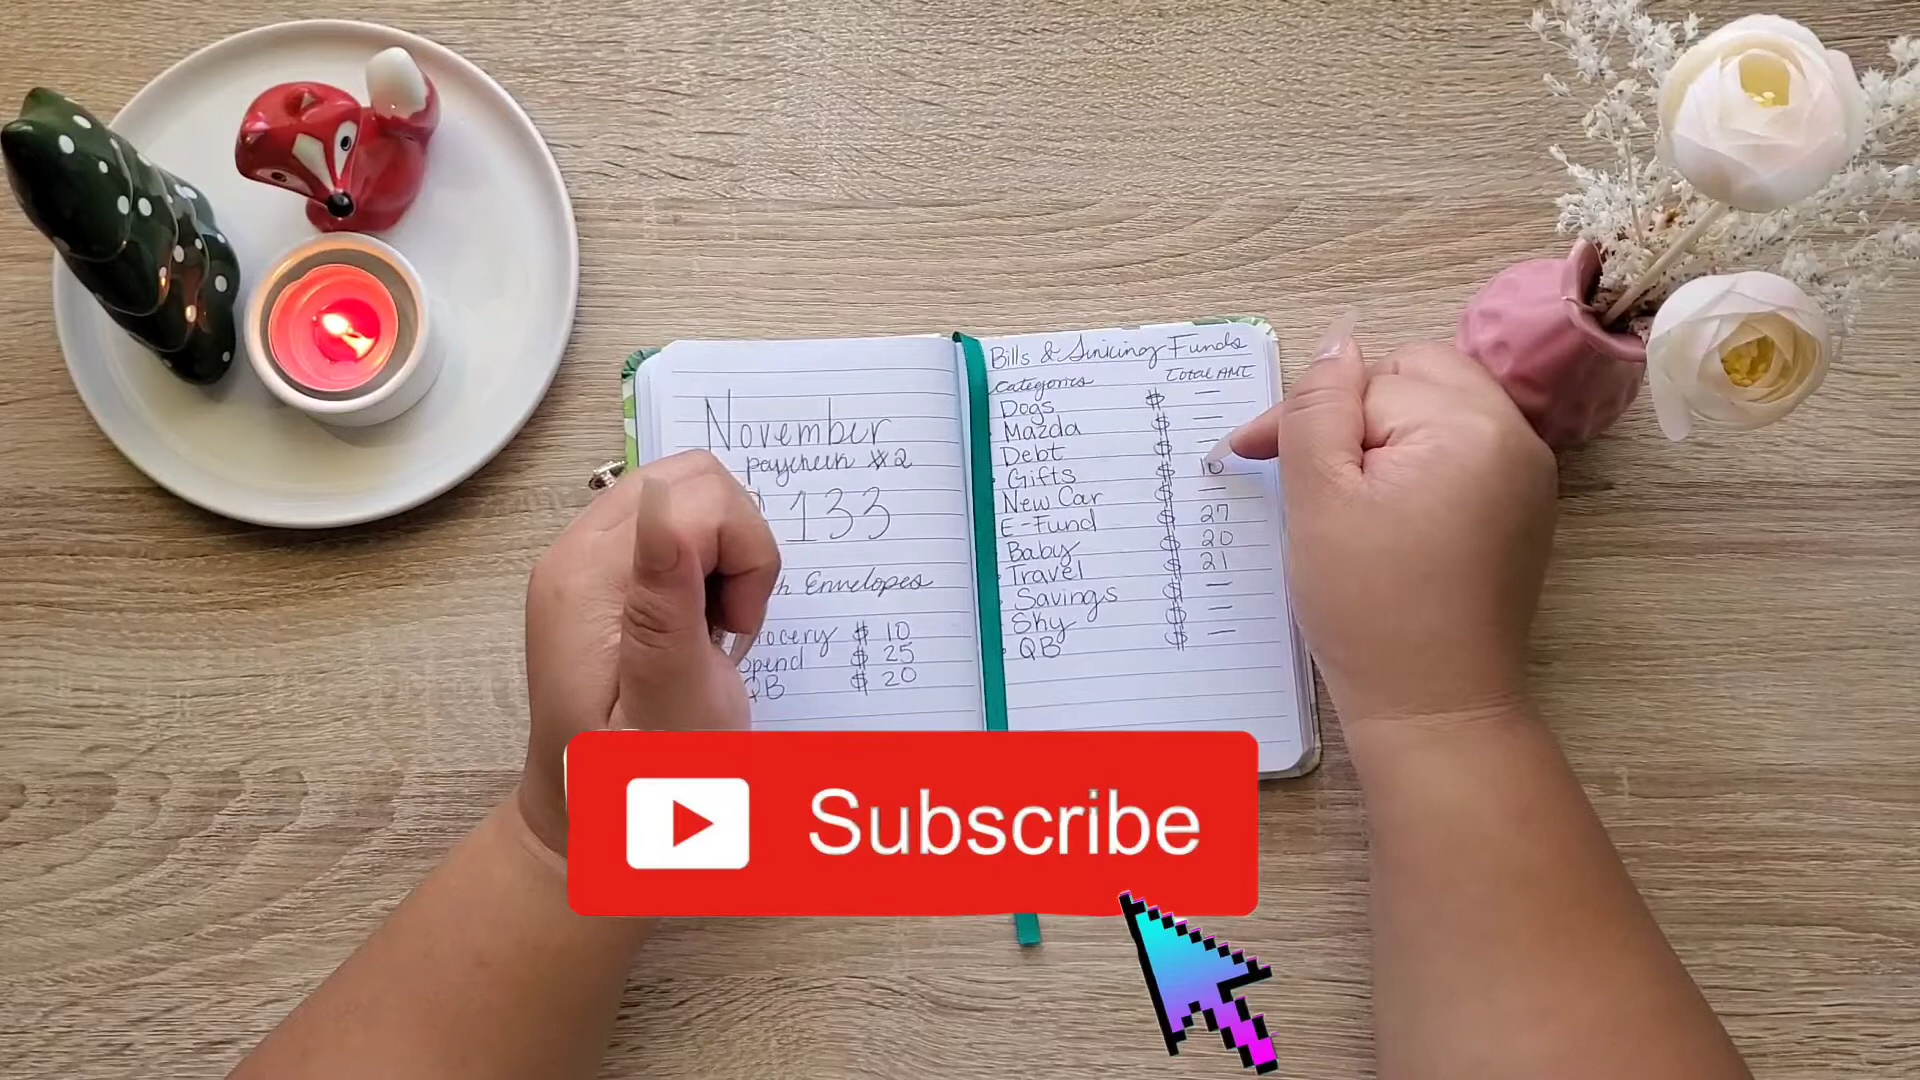 November
paycheck #2
133
Envelopes
Grocery $ 10
Spend $ 25
QB $ 20
Bills & Sinking Funds
Categories Total AMT
Dogs $ —
Mazda $ —
Debt $ —
Gifts $ 10
New Car $ —
E-Fund $ 27
Baby $ 20
Travel $ 21
Savings $ —
Sky $ —
QB $ —
Subscribe